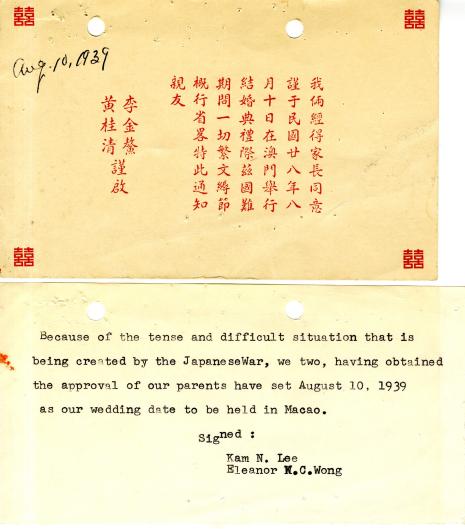 囍
囍
Aug. 10, 1939
我倆經得家長同意
謹于民國廿八年八
月十日在澳門舉行
結婚典禮際兹國難
期間一切繁文縟節
概行省畧特此通知
親友
李金鰲
黃桂清謹啟
囍
囍
Because of the tense and difficult situation that is
being created by the JapaneseWar, we two, having obtained
the approval of our parents have set August 10, 1939
as our wedding date to be held in Macao.
Signed :
Kam N. Lee
Eleanor N.C.Wong